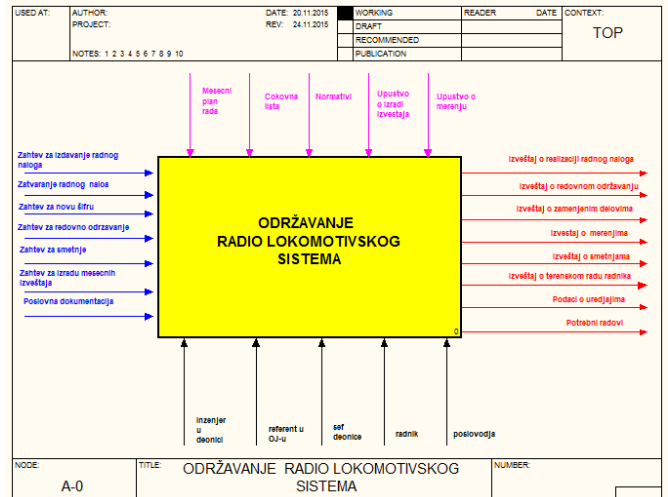 USED AT:
AUTHOR:
DATE: 20.11.2015
WORKING
READER
DATE
CONTEXT:
PROJECT:
REV: 24.11.2015
DRAFT
TOP
RECOMMENDED
NOTES: 1 2 3 4 5 6 7 8 9 10
PUBLICATION
Mesecni
plan
rada
Cokovna
lista
Normativi
Upustvo
o izradi
izvestaja
Upustvo o
merenju
Zahtev za izdavanje radnog
naloga
Zatvaranje radnog naloa
Zahtev za novu šifru
Zahtev za redovno odrzavanje
Zahtev za smetnje
Zahtev za izradu mesecnih
izveštaja
Poslovna dokumentacija
ODRŽAVANJE
RADIO LOKOMOTIVSKOG
SISTEMA
0
Izveštaj o realizaciji radnog naloga
Izveštaj o redovnom održavanju
Izveštaj o zamenjenim delovima
Izvestaj o merenjima
Izveštaj o smetnjama
Izveštaj o terenskom radu radnika
Podaci o uredjajima
Potrebni radovi
Inzenjer
u
deonici
referent u
OJ-u
sef
deonice
radnik
poslovodja
NODE:
A-0
TITLE:
ODRŽAVANJE RADIO LOKOMOTIVSKOG
SISTEMA
NUMBER: